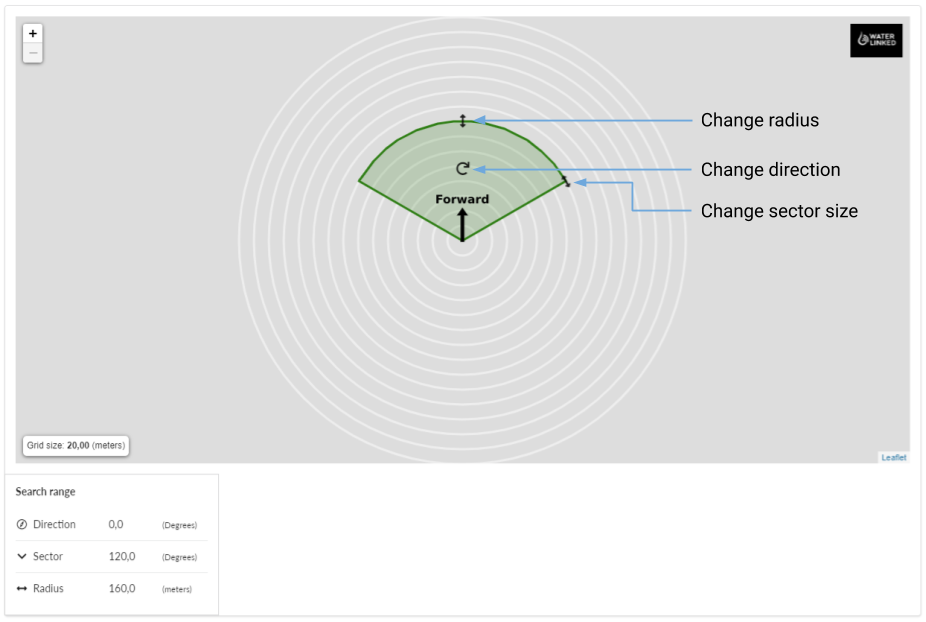 +
−
WATER
LINKED
Change radius
Change direction
Forward
Change sector size
Grid size: 20,00 (meters)
Leaflet
Search range
Direction 0,0 (Degrees)
Sector 120,0 (Degrees)
Radius 160,0 (meters)